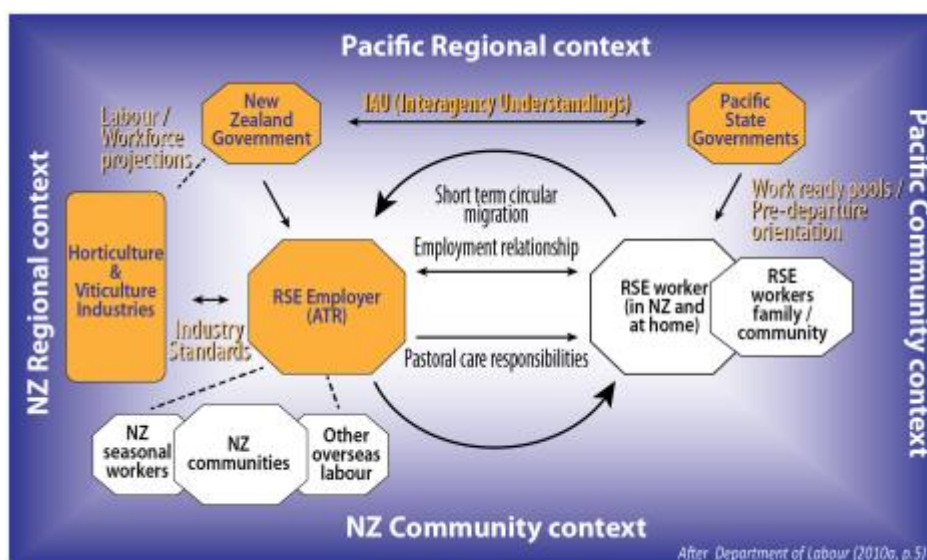 Pacific Regional context
New
Zealand
Government
IAU (Interagency Understandings)
Pacific
State
Governments
Labour /
Workforce
projections
NZ Regional context
Pacific Community context
Short term circular
migration
Work ready pools /
Pre-departure
orientation
Horticulture
&
Viticulture
Industries
Employment relationship
RSE Employer
(ATR)
RSE worker
(in NZ and
at home)
RSE
workers
family /
community
Industry
Standards
Pastoral care responsibilities
NZ
seasonal
workers
NZ
communities
Other
overseas
labour
NZ Community context
After Department of Labour (2010a, p.5)